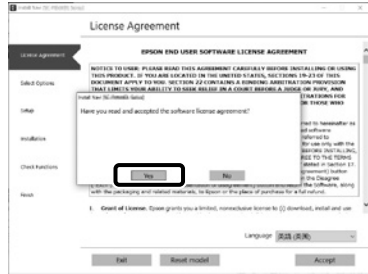 Install Navi (SC-P8500DL Setup)
License Agreement
License Agreement
Select Options
Setup
Installation
Check Functions
Finish
EPSON END USER SOFTWARE LICENSE AGREEMENT
NOTICE TO USER: PLEASE READ THIS AGREEMENT CAREFULLY BEFORE INSTALLING OR USING
THIS PRODUCT. IF YOU ARE LOCATED IN THE UNITED STATES, SECTIONS 19-23 OF THIS
DOCUMENT APPLY TO YOU. SECTION 22 CONTAINS A BINDING ARBITRATION PROVISION
THAT LIMITS YOUR ABILITY TO SEEK RELIEF IN A COURT BEFORE A JUDGE OR JURY, AND
Have you read and accepted the software license agreement?
Yes
No
with the packaging and related materials, to Epson or the place of purchase for a full refund.
1. Grant of License. Epson grants you a limited, nonexclusive license to (i) download, install and use
Language 英語 (英国)
Exit
Reset model
Accept